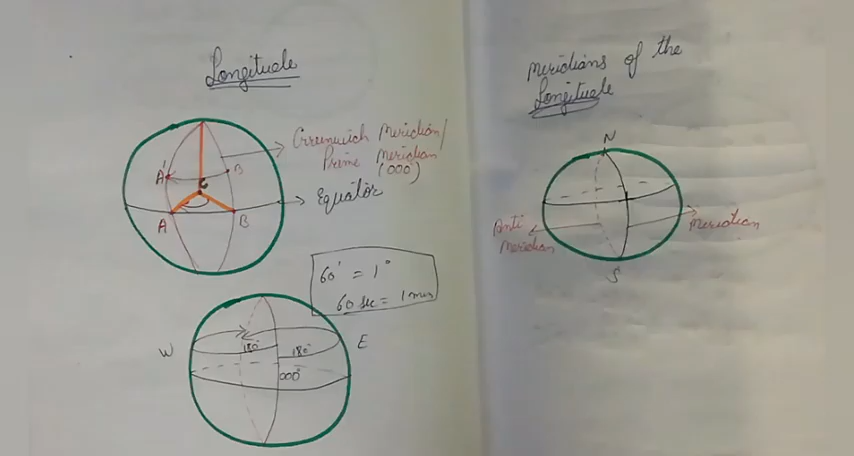 Longitude
Greenwich Meridian/
Prime Meridian
(000)
A'
B
C
Equator
A
B
60' = 1°
60 sec = 1 min
W
180°
180°
E
000°
Meridians of the
Longitude
N
Anti
Meridian
Meridian
S